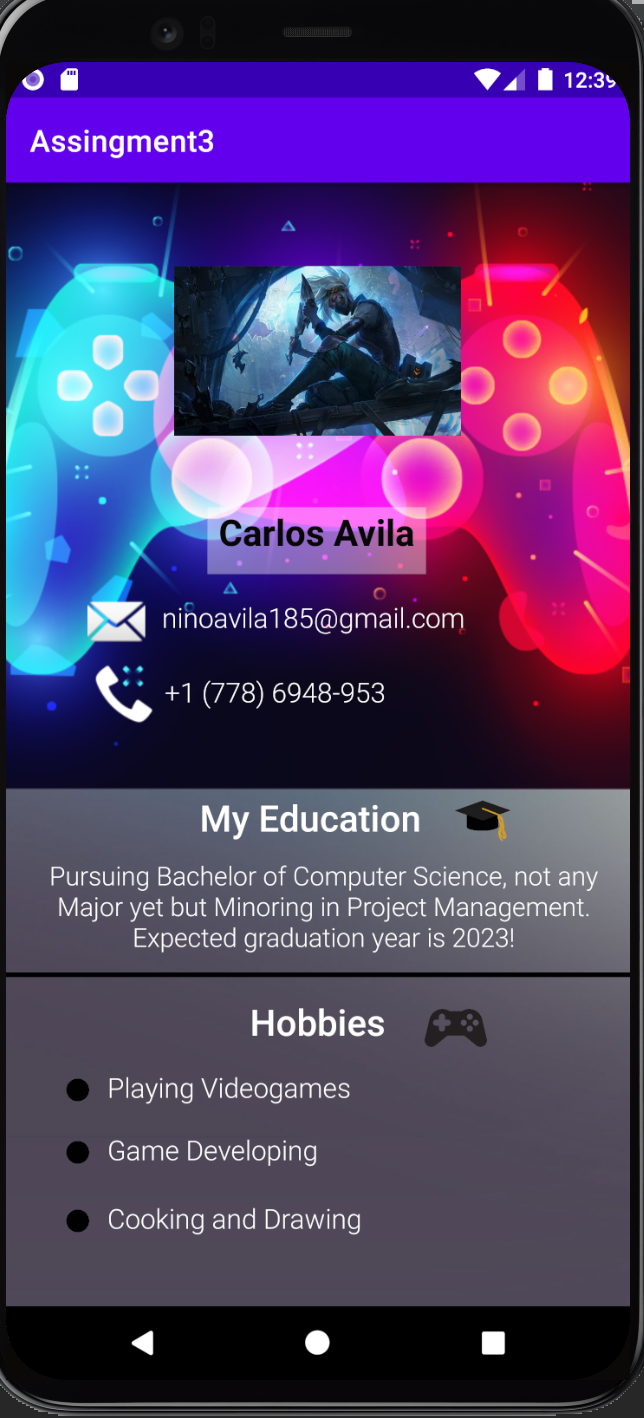 12:39
Assingment3
Carlos Avila
ninoavila185@gmail.com
+1 (778) 6948-953
My Education
Pursuing Bachelor of Computer Science, not any
Major yet but Minoring in Project Management.
Expected graduation year is 2023!
Hobbies
Playing Videogames
Game Developing
Cooking and Drawing